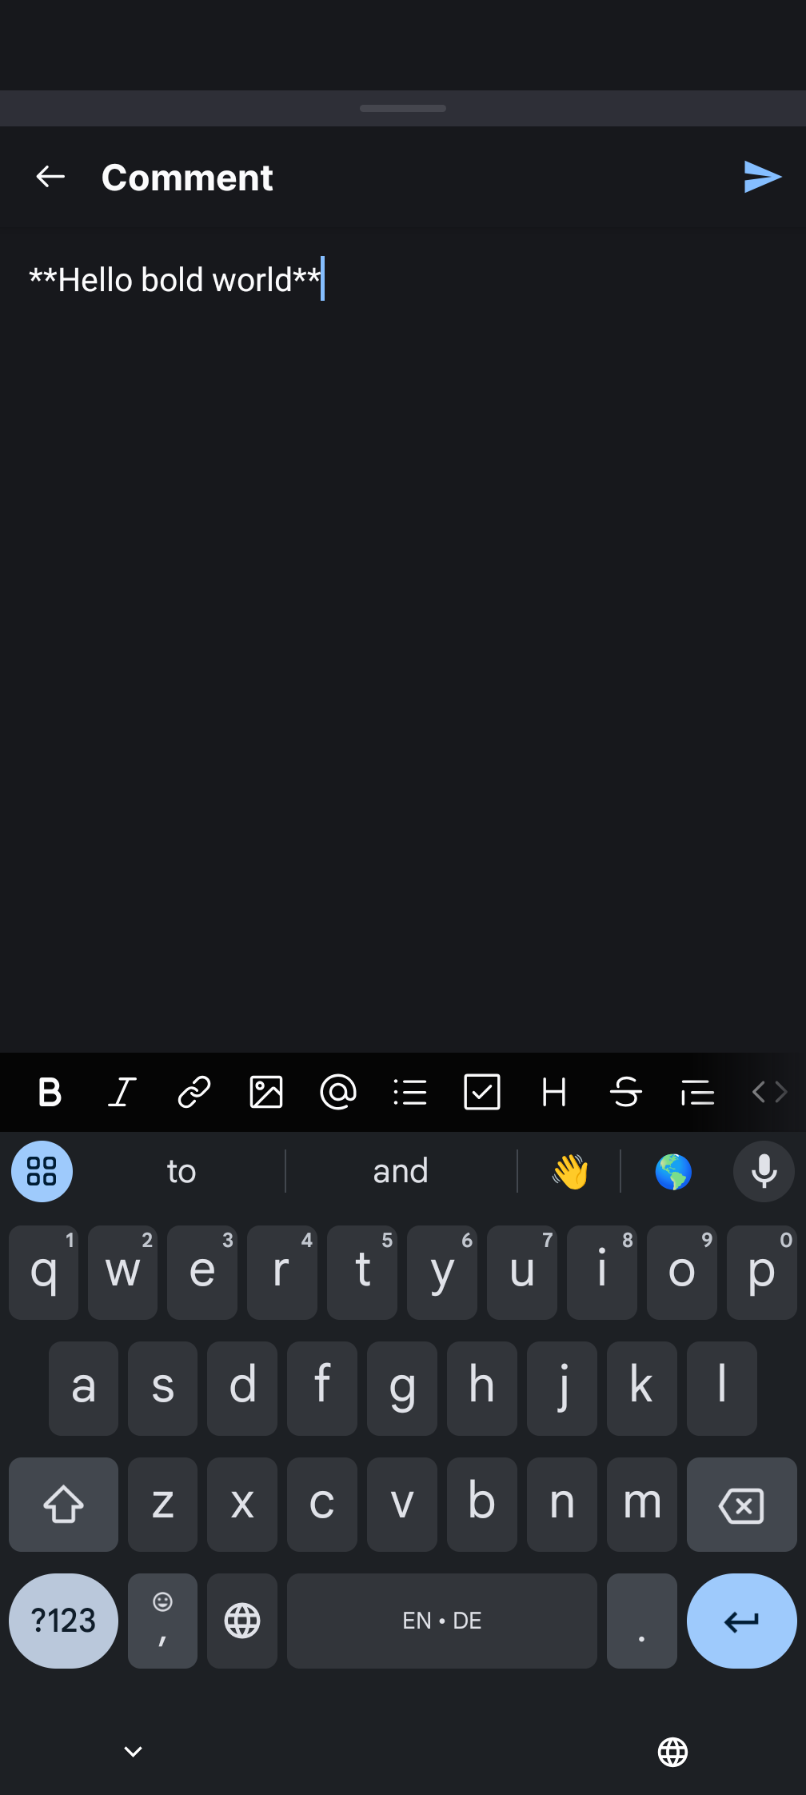 Comment
**Hello bold world**
B I @ H S <>
to and 👋 🌎
1 2 3 4 5 6 7 8 9 0
q w e r t y u i o p
a s d f g h j k l
z x c v b n m
?123 , EN • DE .